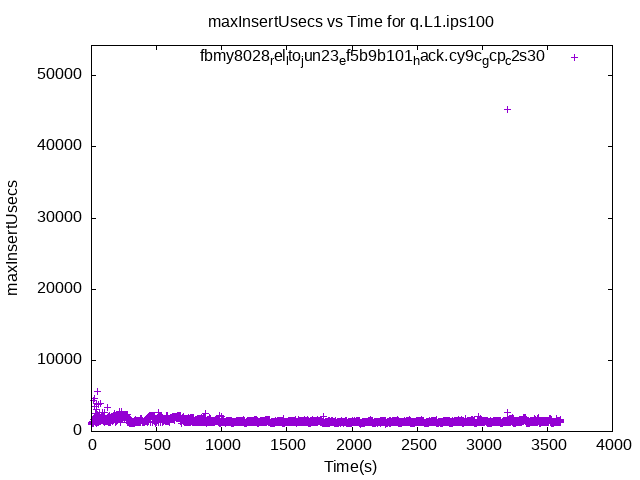 maxInsertUsecs vs Time for q.L1.ips100
fbmy8028relitojun23ef5b9b101hack.cy9cgcpc2s30
50000
40000
30000
20000
10000
0
maxInsertUsecs
0 500 1000 1500 2000 2500 3000 3500 4000
Time(s)